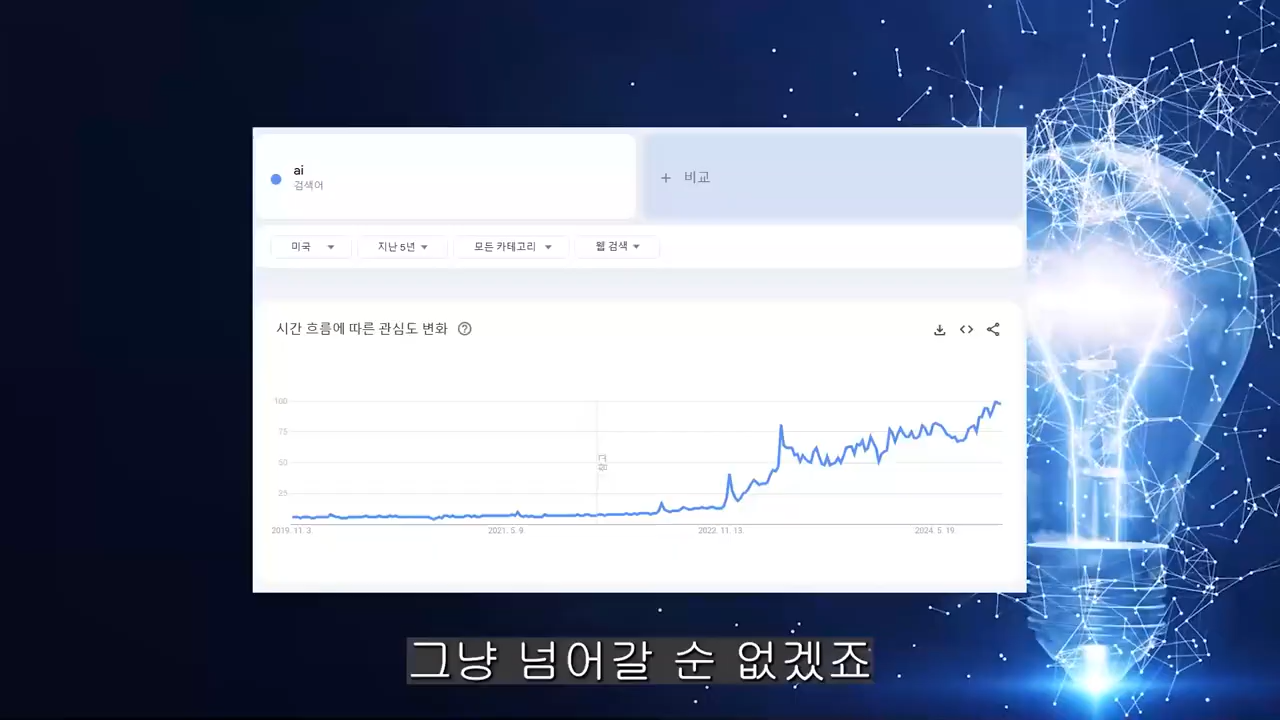 ai
검색어
+ 비교
미국
지난 5년
모든 카테고리
웹 검색
시간 흐름에 따른 관심도 변화
100
75
50
25
참고
2019. 11. 3.
2021. 5. 9.
2022. 11. 13.
2024. 5. 19.
그냥 넘어갈 순 없겠죠